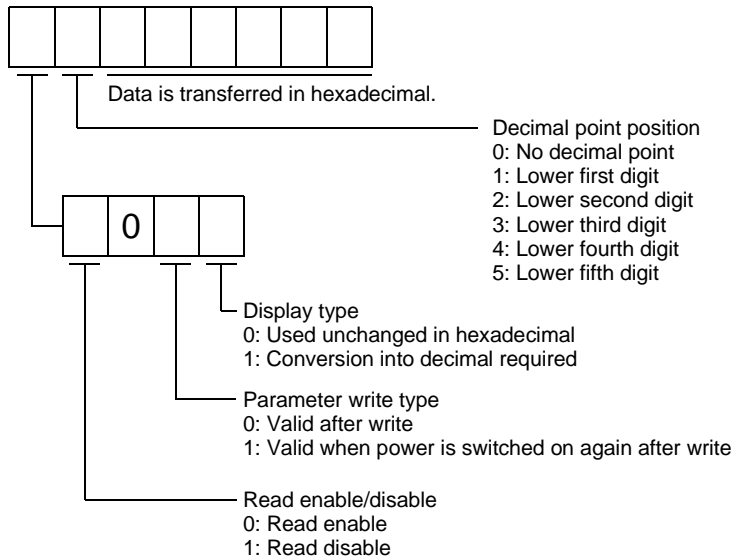 Data is transferred in hexadecimal.
Decimal point position
0: No decimal point
1: Lower first digit
2: Lower second digit
3: Lower third digit
4: Lower fourth digit
5: Lower fifth digit
0
Display type
0: Used unchanged in hexadecimal
1: Conversion into decimal required
Parameter write type
0: Valid after write
1: Valid when power is switched on again after write
Read enable/disable
0: Read enable
1: Read disable